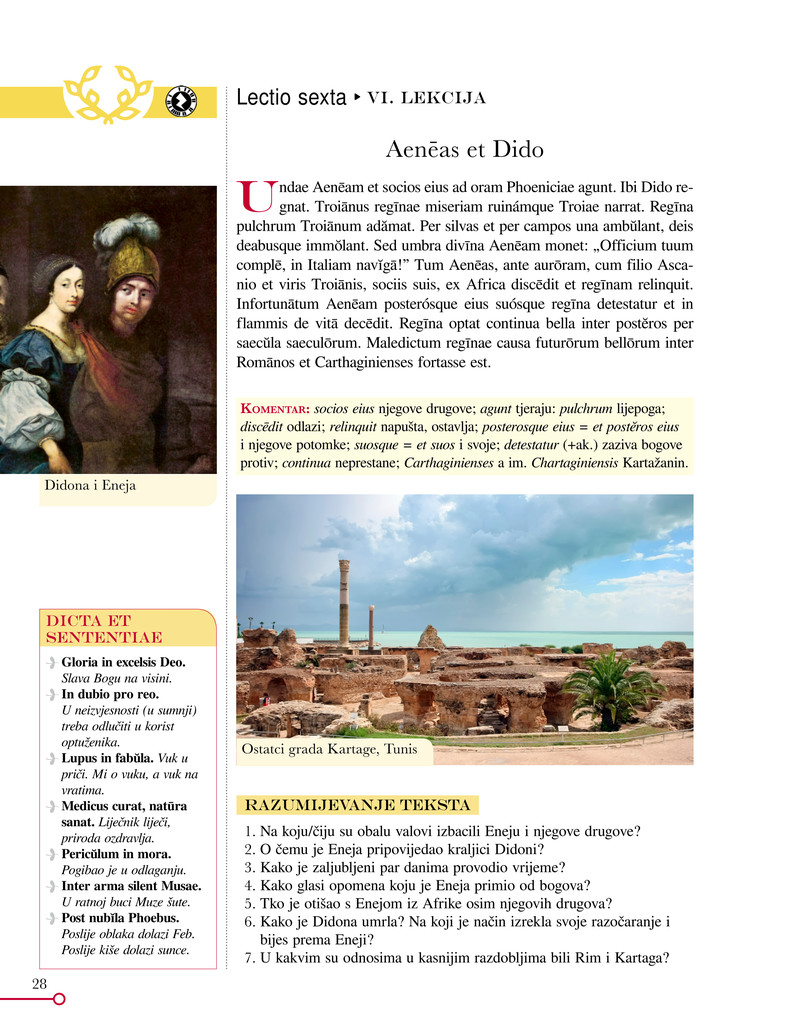 Lectio sexta ▸ VI. LEKCIJA
Aenēas et Dido
Undae Aenēam et socios eius ad oram Phoeniciae agunt. Ibi Dido re-
gnat. Troiānus regīnae miseriam ruinámque Troiae narrat. Regīna
pulchrum Troiānum adămat. Per silvas et per campos una ambŭlant, deis
deabusque immŏlant. Sed umbra divīna Aenēam monet: „Officium tuum
complē, in Italiam navĭgā!” Tum Aenēas, ante aurōram, cum filio Asca-
nio et viris Troiānis, sociis suis, ex Africa discēdit et regīnam relinquit.
Infortunātum Aenēam posterósque eius suósque regīna detestatur et in
flammis de vitā decēdit. Regīna optat continua bella inter postĕros per
saecŭla saeculōrum. Maledictum regīnae causa futurōrum bellōrum inter
Romānos et Carthaginienses fortasse est.
KOMENTAR: socios eius njegove drugove; agunt tjeraju: pulchrum lijepoga;
discēdit odlazi; relinquit napušta, ostavlja; posterosque eius = et postĕros eius
i njegove potomke; suosque = et suos i svoje; detestatur (+ak.) zaziva bogove
protiv; continua neprestane; Carthaginienses a im. Chartaginiensis Kartažanin.
Didona i Eneja
Ostatci grada Kartage, Tunis
DICTA ET
SENTENTIAE
Gloria in excelsis Deo.
Slava Bogu na visini.
In dubio pro reo.
U neizvjesnosti (u sumnji)
treba odlučiti u korist
optuženika.
Lupus in fabŭla. Vuk u
priči. Mi o vuku, a vuk na
vratima.
Medicus curat, natūra
sanat. Liječnik liječi,
priroda ozdravlja.
Pericŭlum in mora.
Pogibao je u odlaganju.
Inter arma silent Musae.
U ratnoj buci Muze šute.
Post nubĭla Phoebus.
Poslije oblaka dolazi Feb.
Poslije kiše dolazi sunce.
RAZUMIJEVANJE TEKSTA
1. Na koju/čiju su obalu valovi izbacili Eneju i njegove drugove?
2. O čemu je Eneja pripovijedao kraljici Didoni?
3. Kako je zaljubljeni par danima provodio vrijeme?
4. Kako glasi opomena koju je Eneja primio od bogova?
5. Tko je otišao s Enejom iz Afrike osim njegovih drugova?
6. Kako je Didona umrla? Na koji je način izrekla svoje razočaranje i
bijes prema Eneji?
7. U kakvim su odnosima u kasnijim razdobljima bili Rim i Kartaga?
28